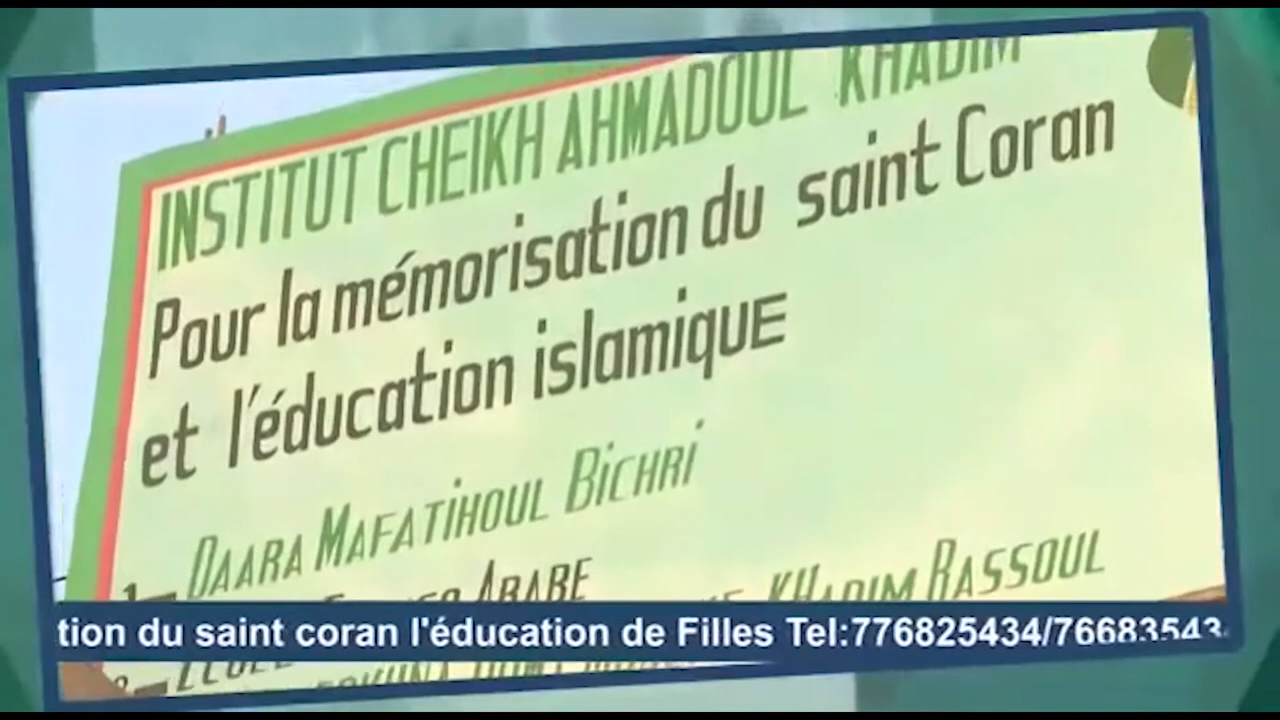 INSTITUT CHEIKH AHMADOUL KHADIM
Pour la mémorisation du saint Coran
et l'éducation islamiquE
1_ DAARA MAFATIHOUL BICHRI
ARABE
KHADIM RASSOUL
tion du saint coran l'éducation de Filles Tel:776825434/76683543